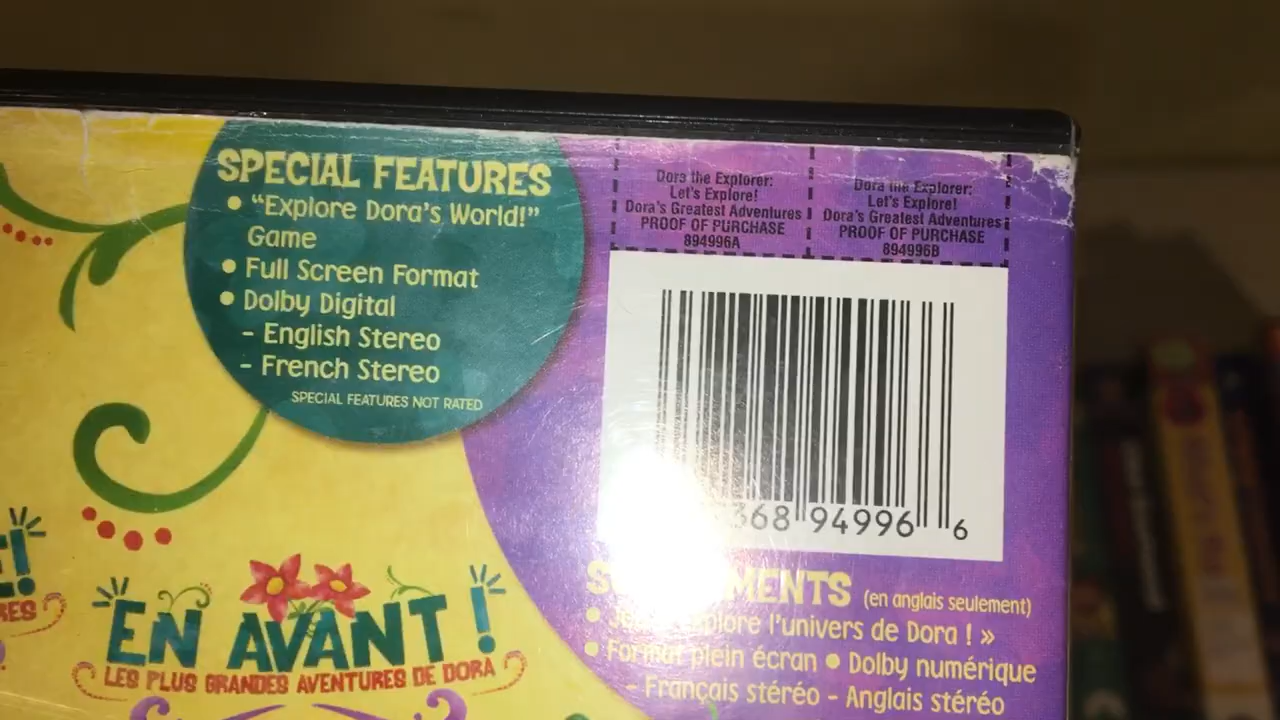 SPECIAL FEATURES
• "Explore Dora's World!"
Game
• Full Screen Format
• Dolby Digital
- English Stereo
- French Stereo
SPECIAL FEATURES NOT RATED
Dora the Explorer:
Let's Explore!
Dora's Greatest Adventures
PROOF OF PURCHASE
894996A
Dora the Explorer:
Let's Explore!
Dora's Greatest Adventures
PROOF OF PURCHASE
894996B
368 94996 6
(en anglais seulement)
l'univers de Dora ! »
• Format plein écran • Dolby numérique
- Français stéréo - Anglais stéréo
EN AVANT !
LES PLUS GRANDES AVENTURES DE DORA